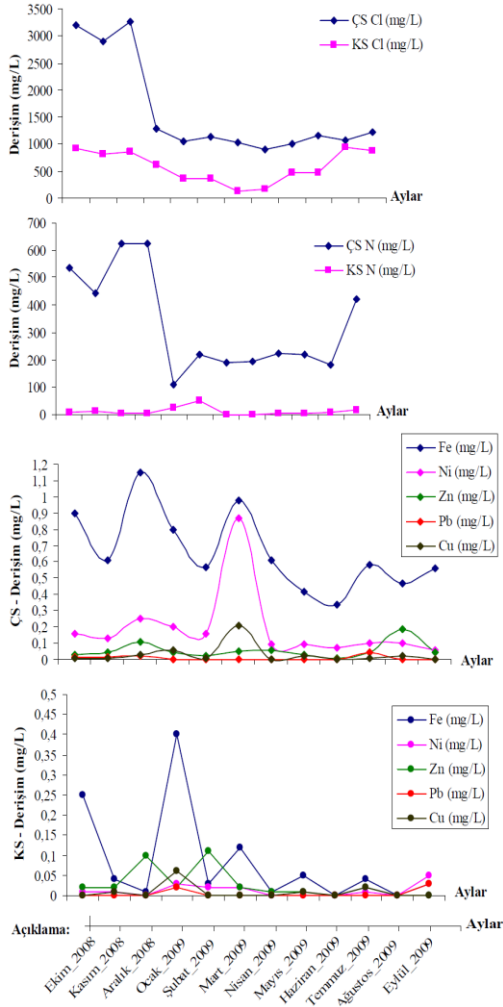 3500
3000
2500
2000
1500
1000
500
0
Derişim (mg/L)
ÇS Cl (mg/L)
KS Cl (mg/L)
Aylar
700
600
500
400
300
200
100
0
Derişim (mg/L)
ÇS N (mg/L)
KS N (mg/L)
Aylar
1,2
1,1
1
0,9
0,8
0,7
0,6
0,5
0,4
0,3
0,2
0,1
0
ÇS - Derişim (mg/L)
Fe (mg/L)
Ni (mg/L)
Zn (mg/L)
Pb (mg/L)
Cu (mg/L)
Aylar
0,5
0,45
0,4
0,35
0,3
0,25
0,2
0,15
0,1
0,05
0
KS - Derişim (mg/L)
Fe (mg/L)
Ni (mg/L)
Zn (mg/L)
Pb (mg/L)
Cu (mg/L)
Aylar
Açıklama:
Aylar
Ekim_2008
Kasım_2008
Aralık_2008
Ocak_2009
Şubat_2009
Mart_2009
Nisan_2009
Mayıs_2009
Haziran_2009
Temmuz_2009
Ağustos_2009
Eylül_2009